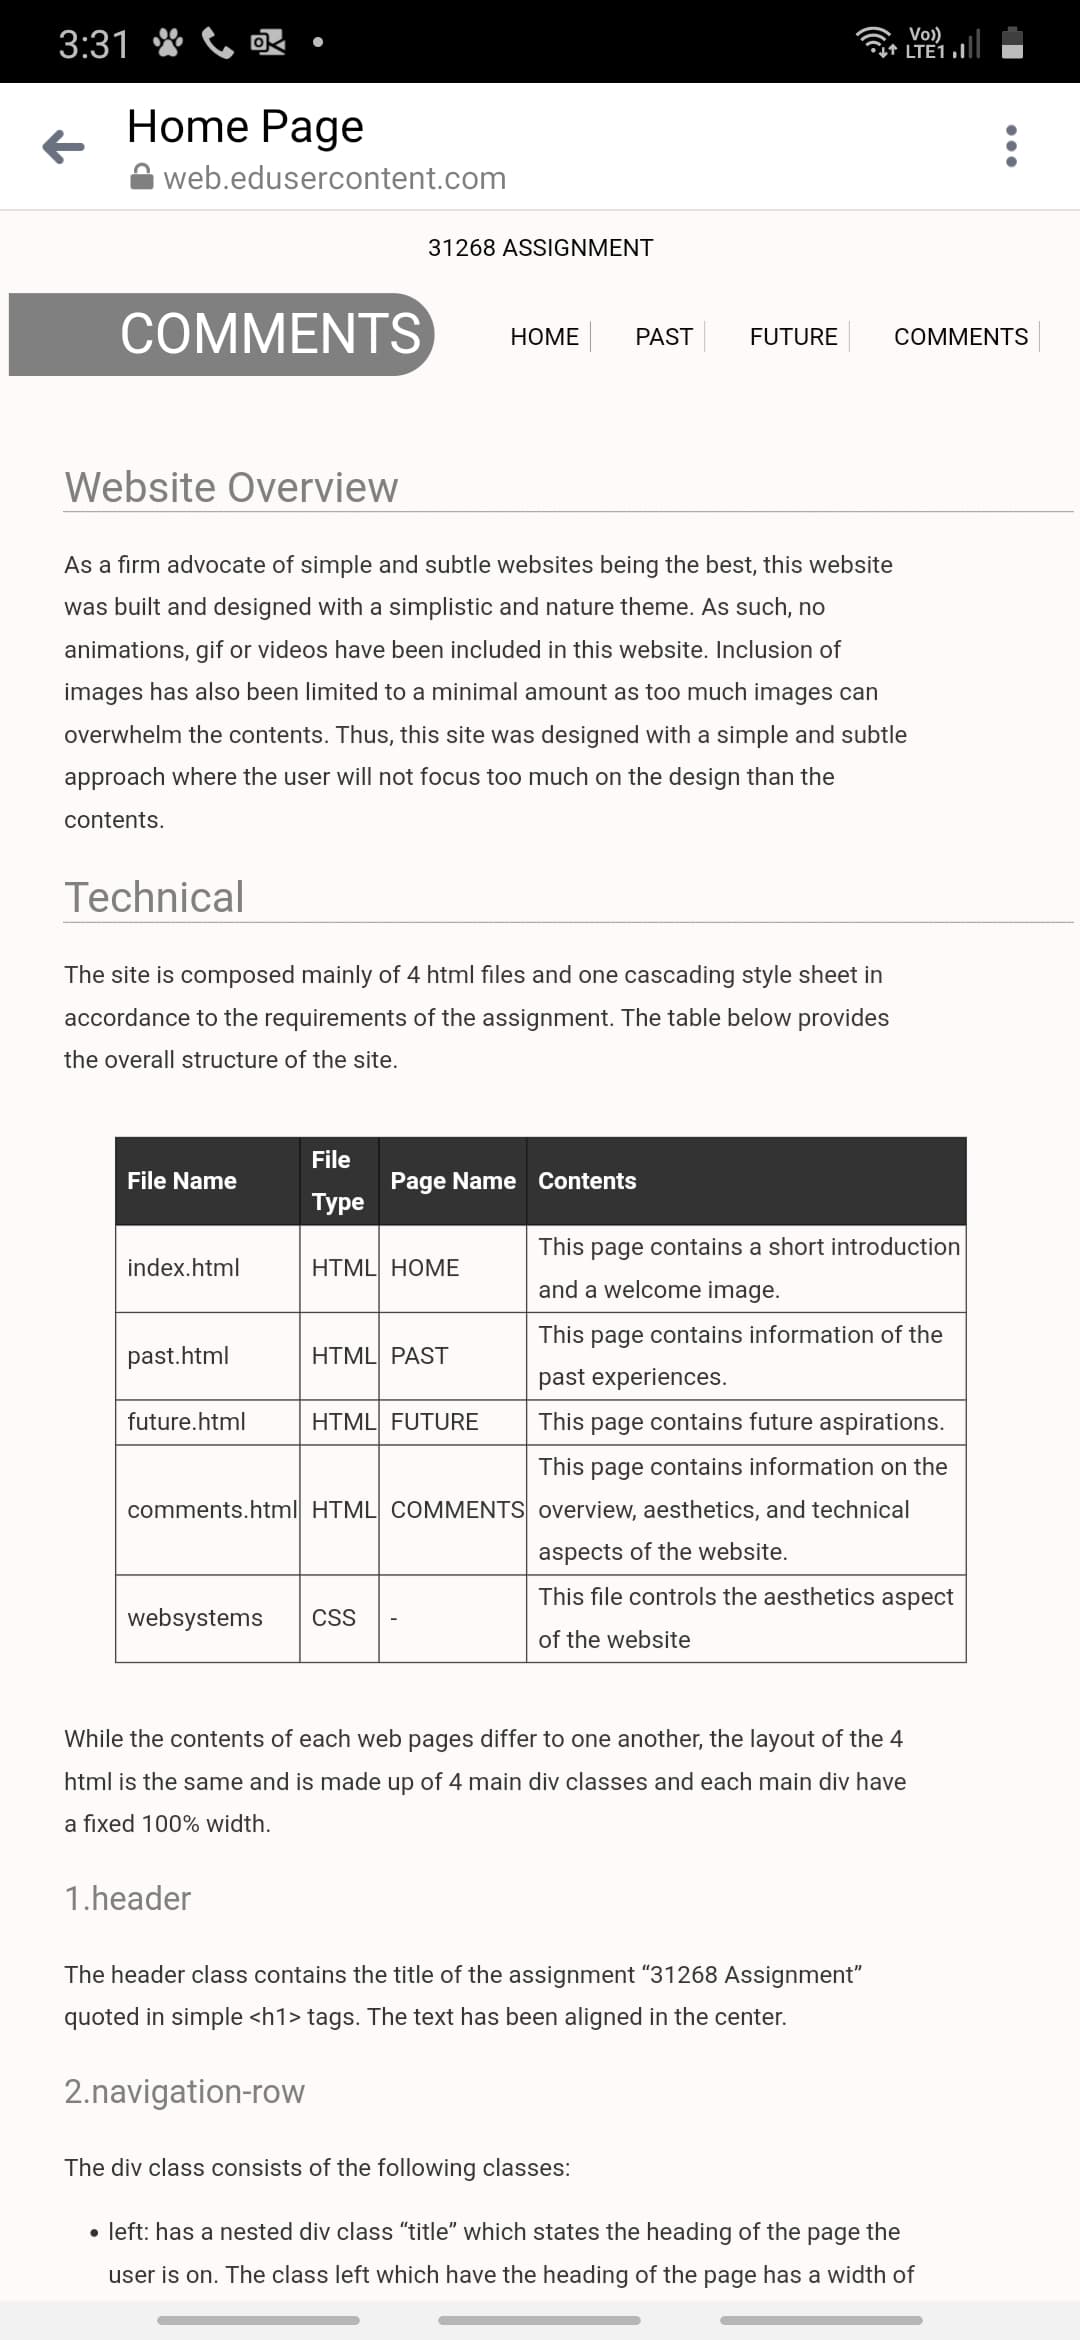 3:31
Vo))
LTE1
Home Page
web.edusercontent.com
31268 ASSIGNMENT
COMMENTS
HOME PAST FUTURE COMMENTS
Website Overview
As a firm advocate of simple and subtle websites being the best, this website
was built and designed with a simplistic and nature theme. As such, no
animations, gif or videos have been included in this website. Inclusion of
images has also been limited to a minimal amount as too much images can
overwhelm the contents. Thus, this site was designed with a simple and subtle
approach where the user will not focus too much on the design than the
contents.
Technical
The site is composed mainly of 4 html files and one cascading style sheet in
accordance to the requirements of the assignment. The table below provides
the overall structure of the site.
File Name File Type Page Name Contents
index.html HTML HOME This page contains a short introduction
and a welcome image.
past.html HTML PAST This page contains information of the
past experiences.
future.html HTML FUTURE This page contains future aspirations.
comments.html HTML COMMENTS This page contains information on the
overview, aesthetics, and technical
aspects of the website.
websystems CSS - This file controls the aesthetics aspect
of the website
While the contents of each web pages differ to one another, the layout of the 4
html is the same and is made up of 4 main div classes and each main div have
a fixed 100% width.
1.header
The header class contains the title of the assignment “31268 Assignment”
quoted in simple <h1> tags. The text has been aligned in the center.
2.navigation-row
The div class consists of the following classes:
• left: has a nested div class “title” which states the heading of the page the
user is on. The class left which have the heading of the page has a width of